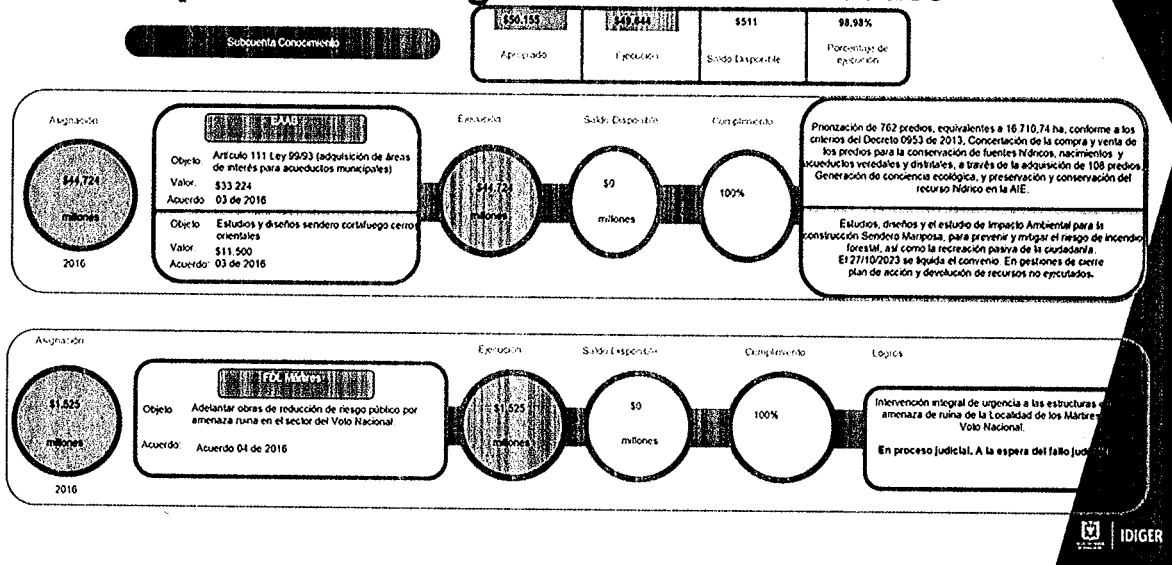 Subcuenta Conocimiento
$50.155
$49.644
$511
98,98%
Apropiado
Ejecución
Saldo Disponible
Porcentaje de
ejecución
Asignación
$44.724
millones
2016
EAAB
Objeto Artículo 111 Ley 99/93 (adquisición de áreas
de interés para acueductos municipales)
Valor. $33 224
Acuerdo 03 de 2016
Objeto Estudios y diseños sendero cortafuego cerros
orientales
Valor $11.500
Acuerdo: 03 de 2016
Ejecución
$44.724
millones
Saldo Disponible
$0
millones
Cumplimiento
100%
Priorización de 762 predios, equivalentes a 16.710,74 ha, conforme a los
criterios del Decreto 0953 de 2013, Concertación de la compra y venta de
los predios para la conservación de fuentes hídricos, nacimientos y
acueductos veredales y distritales, a través de la adquisición de 108 predios
Generación de conciencia ecológica, y preservación y conservación del
recurso hídrico en la AIE.
Estudios, diseños y el estudio de Impacto Ambiental para la
construcción Sendero Mariposa, para prevenir y mitigar el riesgo de incendio
forestal, así como la recreación pasiva de la ciudadanía.
El 27/10/2023 se liquida el convenio. En gestiones de cierre
plan de acción y devolución de recursos no ejecutados.
Asignación
$1.525
millones
2016
FDL Mártires
Objeto Adelantar obras de reducción de riesgo público por
amenaza ruina en el sector del Voto Nacional.
Acuerdo: Acuerdo 04 de 2016
Ejecución
$1.525
millones
Saldo Disponible
$0
millones
Cumplimiento
100%
Logros
Intervención integral de urgencia a las estructuras
amenaza de ruina de la Localidad de los Mártires
Voto Nacional.
En proceso judicial. A la espera del fallo jud
IDIGER